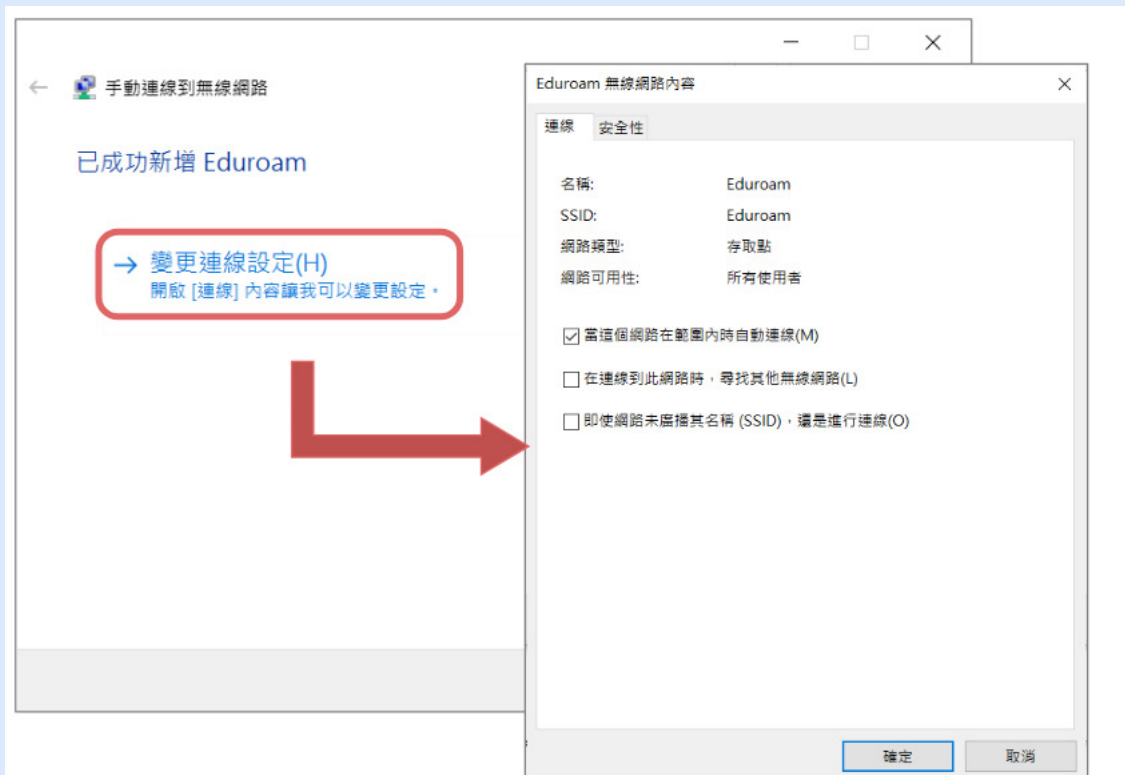 手動連線到無線網路
已成功新增 Eduroam
變更連線設定(H)
開啟 [連線] 內容讓我可以變更設定。
Eduroam 無線網路內容
連線 安全性
名稱: Eduroam
SSID: Eduroam
網路類型: 存取點
網路可用性: 所有使用者
當這個網路在範圍內時自動連線(M)
在連線到此網路時，尋找其他無線網路(L)
即使網路未廣播其名稱 (SSID)，還是進行連線(O)
確定 取消